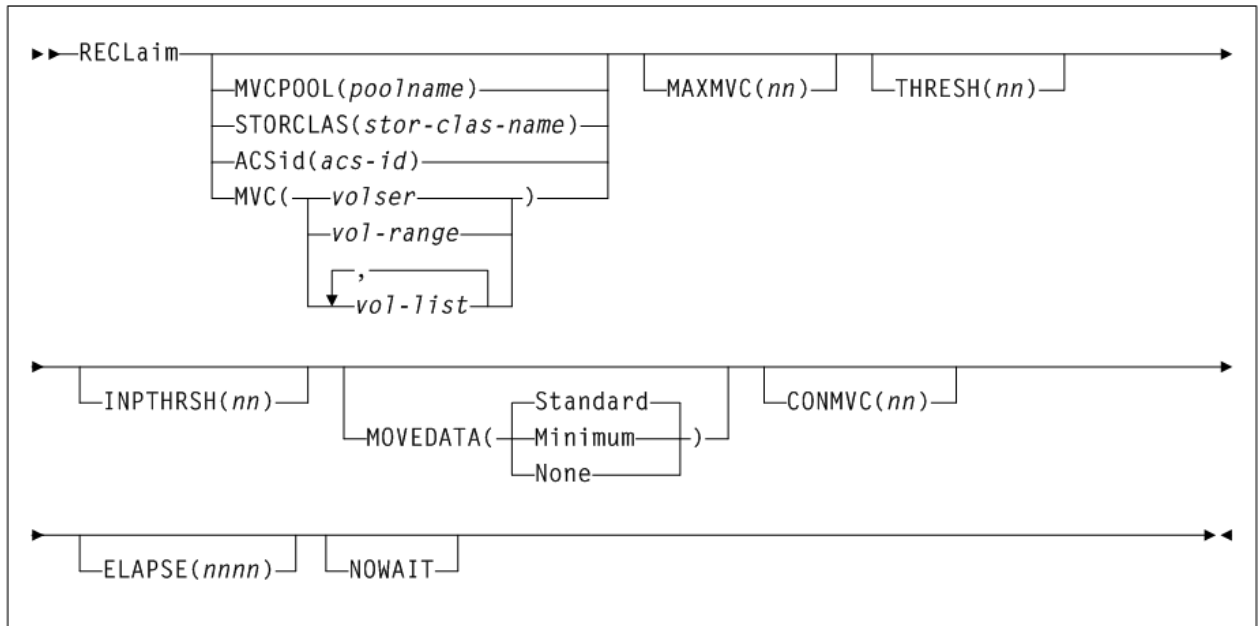 RECLaim
MVCPOOL(poolname) MAXMVC(nn) THRESH(nn)
STORCLAS(stor-clas-name)
ACSid(acs-id)
MVC( volser )
vol-range
,
vol-list
INPTHRSH(nn) Standard CONMVC(nn)
MOVEDATA( Minimum )
None
ELAPSE(nnnn) NOWAIT